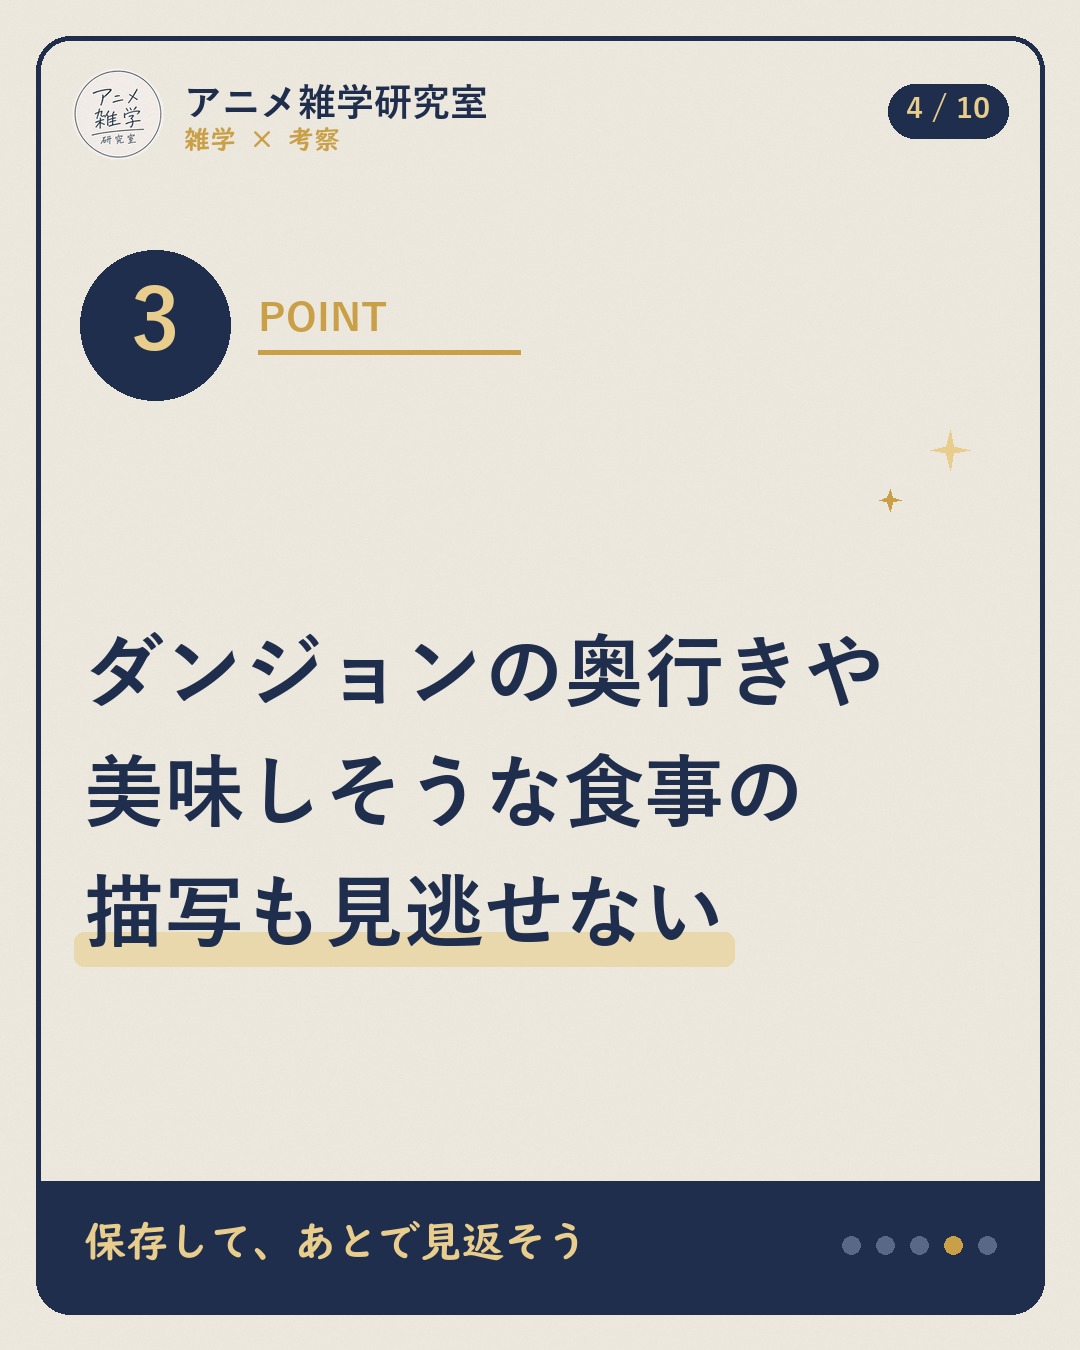 アニメ
雑学
研究室
アニメ雑学研究室
雑学 × 考察
4 / 10
3
POINT
ダンジョンの奥行きや
美味しそうな食事の
描写も見逃せない
保存して、あとで見返そう